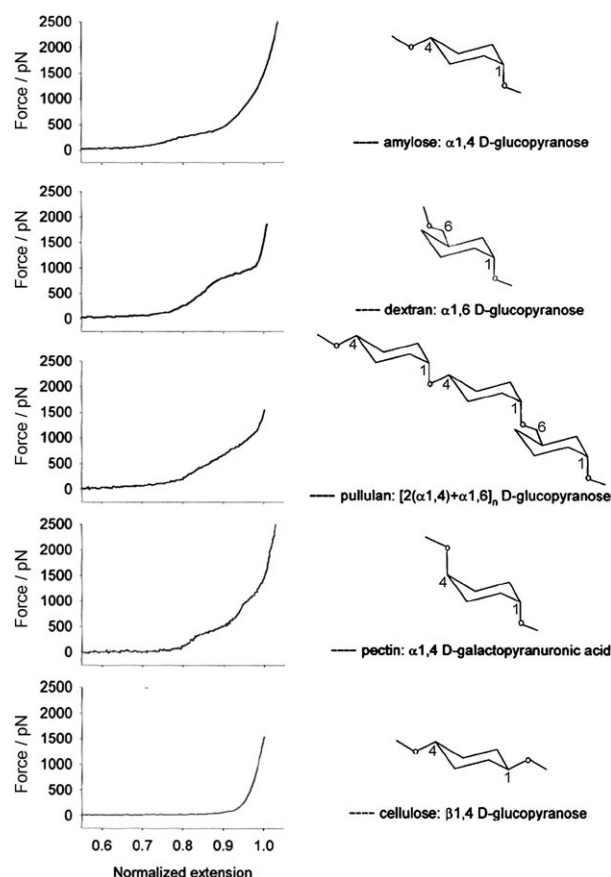 2500
2000
1500
1000
500
0
Force / pN
4
1
O
O
amylose: α1,4 D-glucopyranose
2500
2000
1500
1000
500
0
Force / pN
6
O
1
O
dextran: α1,6 D-glucopyranose
2500
2000
1500
1000
500
0
Force / pN
O
4
1
O
4
1
O
6
1
O
pullulan: [2(α1,4)+α1,6]n D-glucopyranose
2500
2000
1500
1000
500
0
Force / pN
O
4
1
O
pectin: α1,4 D-galactopyranuronic acid
2500
2000
1500
1000
500
0
Force / pN
O
4
1
O
cellulose: β1,4 D-glucopyranose
0.6 0.7 0.8 0.9 1.0
Normalized extension